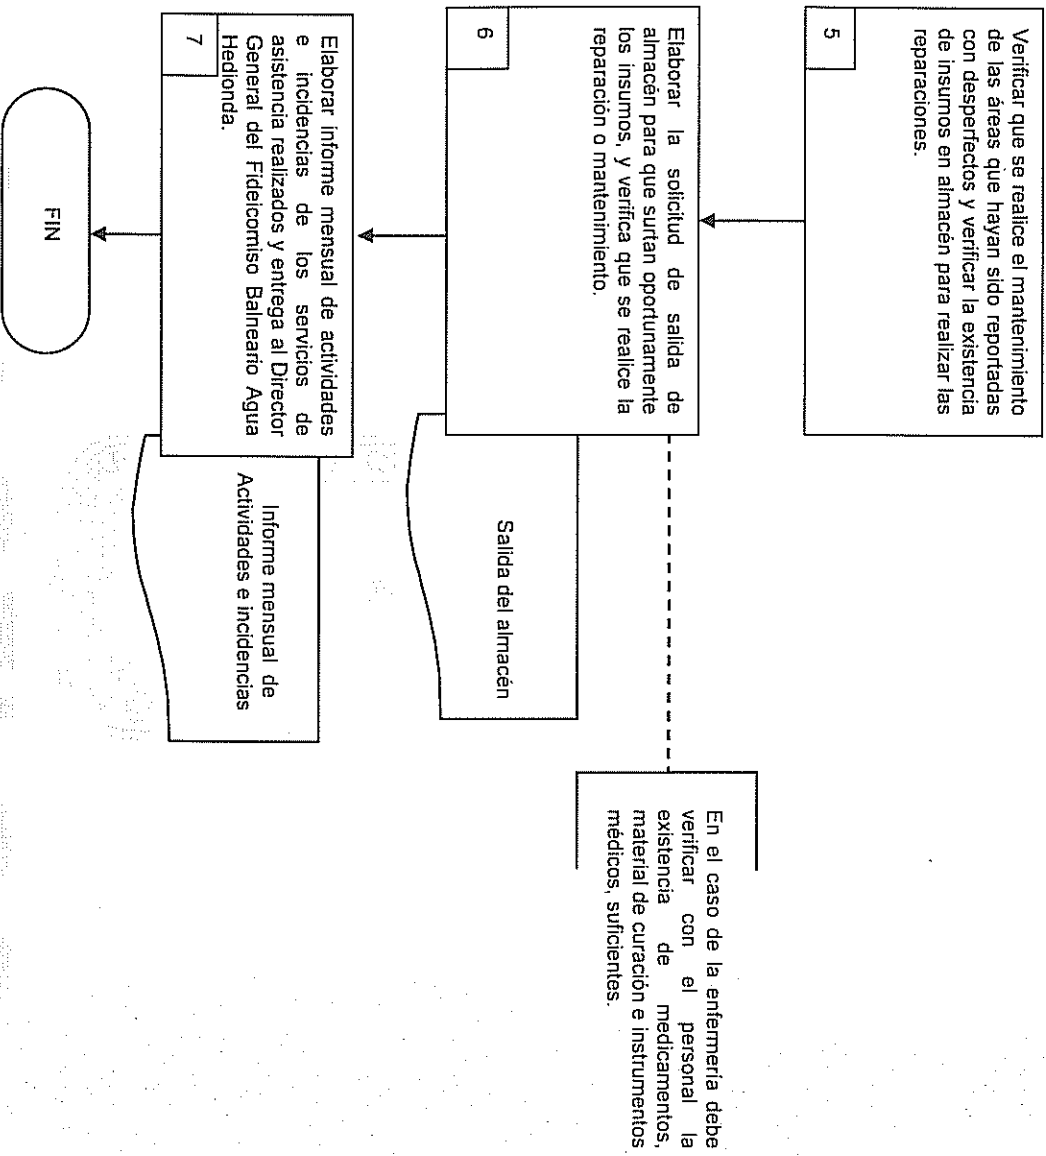 Verificar que se realice el mantenimiento
de las áreas que hayan sido reportadas
con desperfectos y verificar la existencia
de insumos en almacén para realizar las
reparaciones.
5
Elaborar la solicitud de salida de
almacén para que surtan oportunamente
los insumos, y verifica que se realice la
reparación o mantenimiento.
6
Salida del almacén
En el caso de la enfermería debe
verificar con el personal la
existencia de medicamentos,
material de curación e instrumentos
médicos, suficientes.
Elaborar informe mensual de actividades
e incidencias de los servicios de
asistencia realizados y entrega al Director
General del Fideicomiso Balneario Agua
Hedionda.
7
Informe mensual de
Actividades e incidencias
FIN